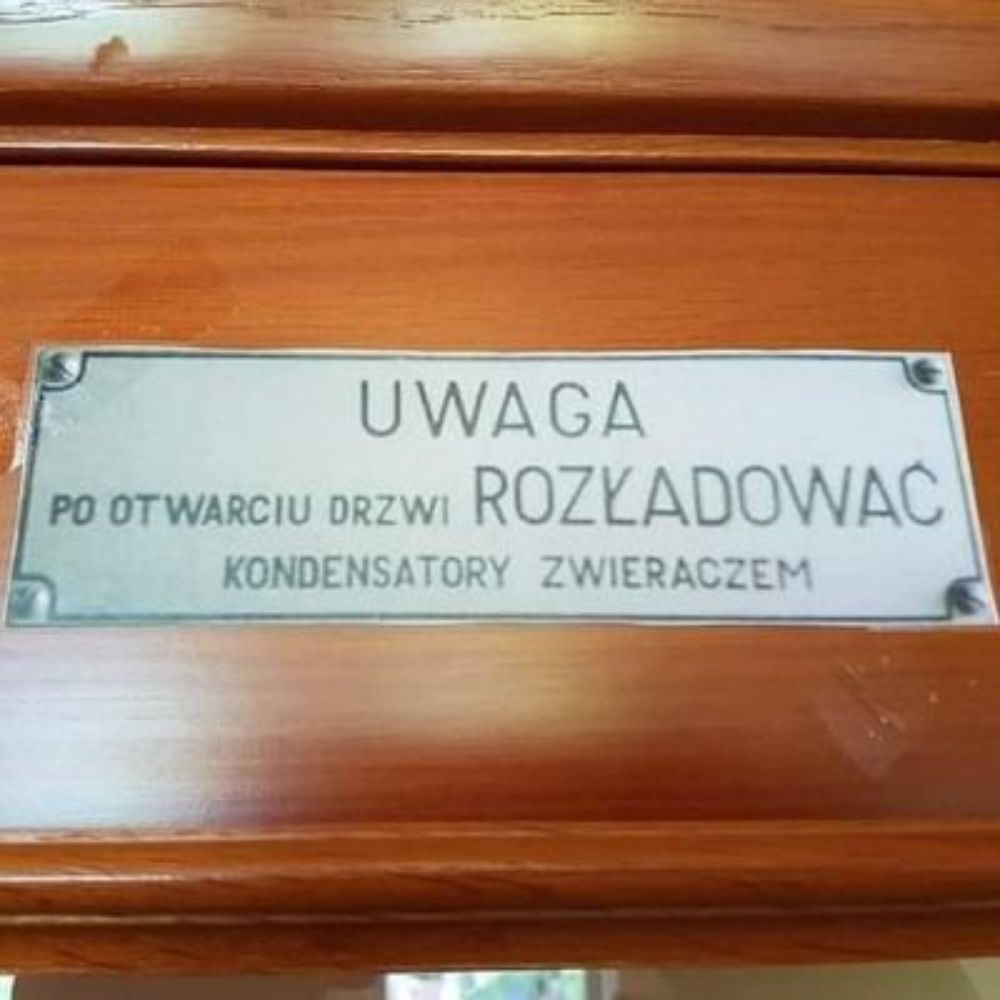 UWAGA
PO OTWARCIU DRZWI ROZŁADOWAĆ
KONDENSATORY ZWIERACZEM